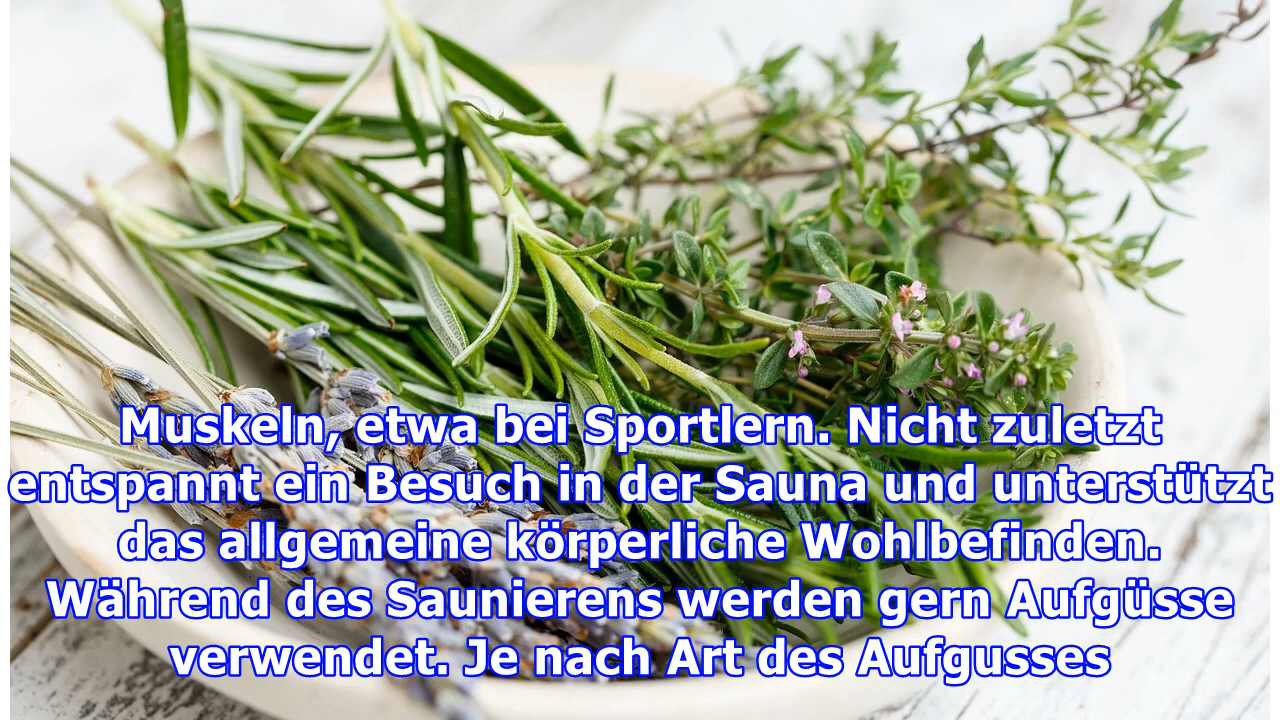 Muskeln, etwa bei Sportlern. Nicht zuletzt
entspannt ein Besuch in der Sauna und unterstützt
das allgemeine körperliche Wohlbefinden.
Während des Saunierens werden gern Aufgüsse
verwendet. Je nach Art des Aufgusses